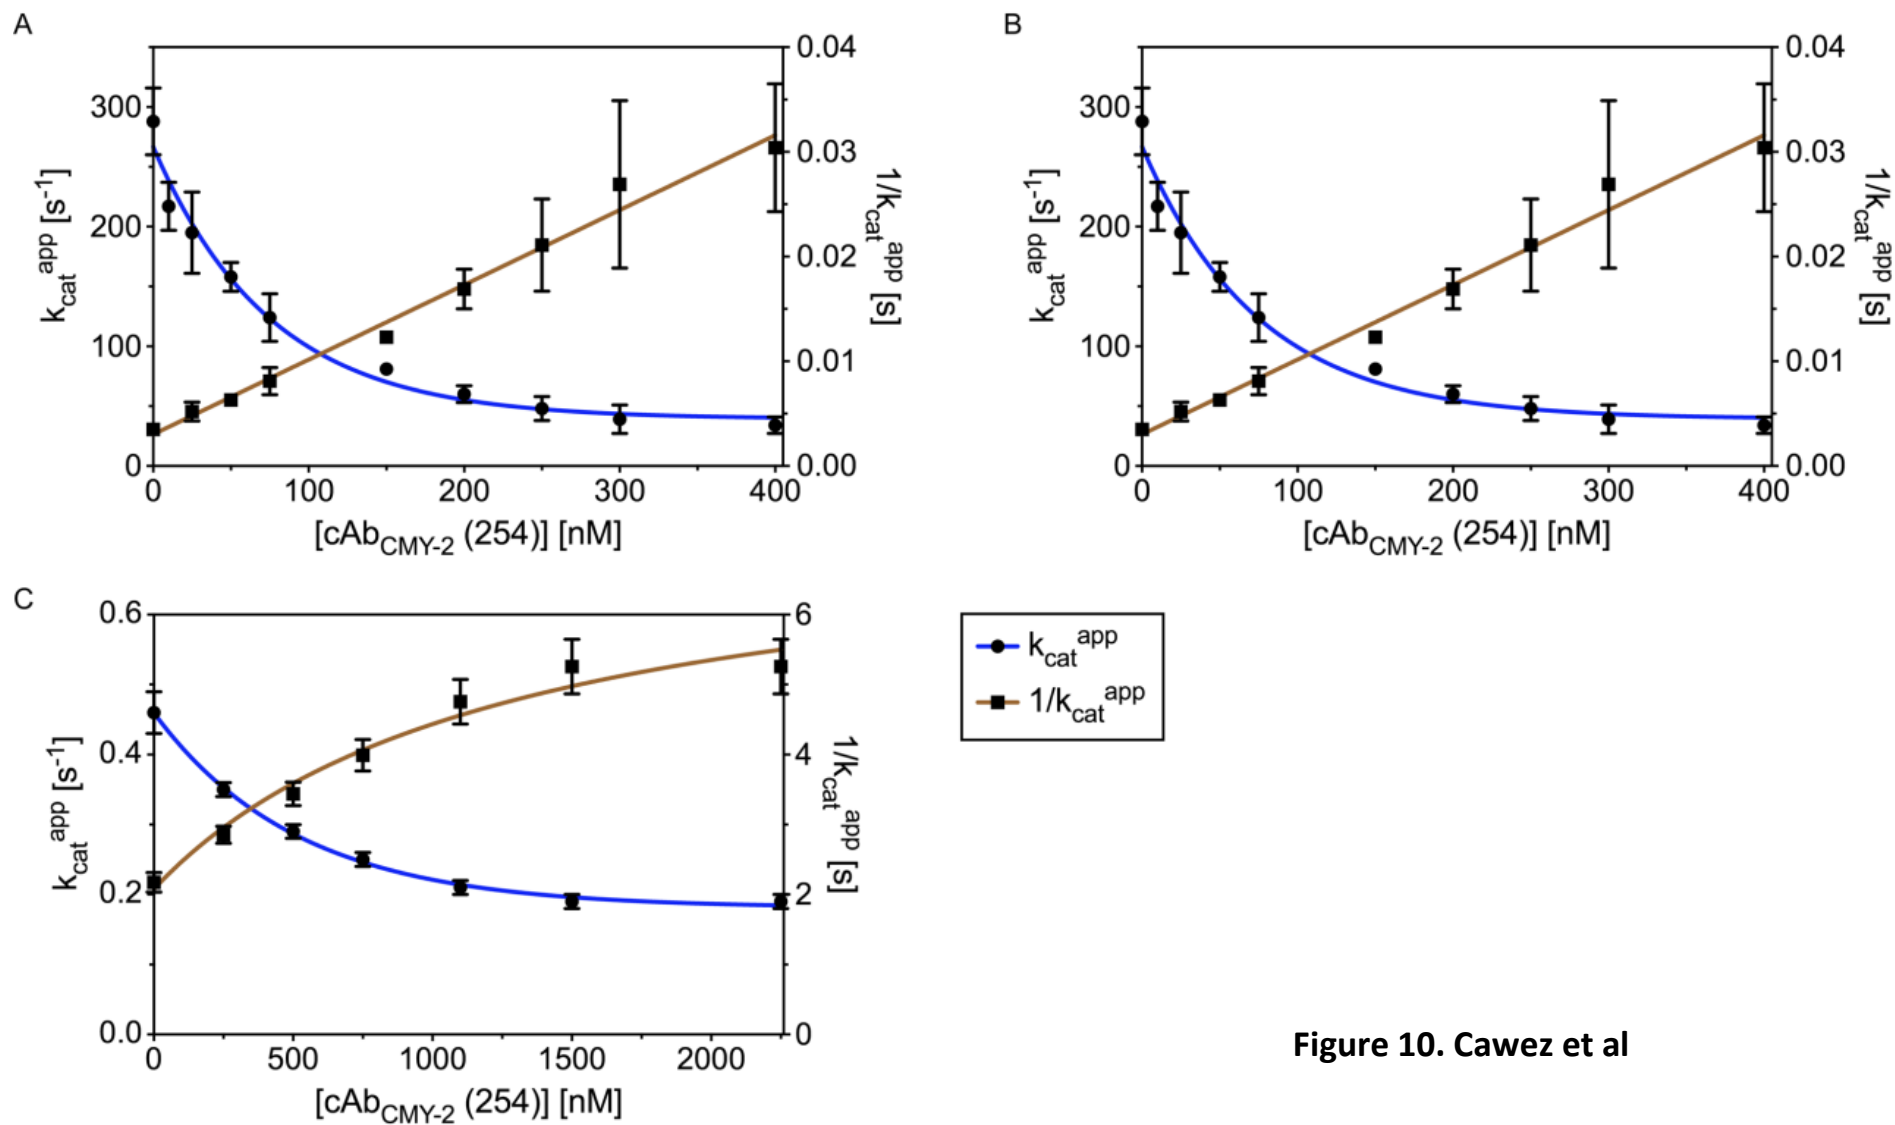 A
k_cat^app [s^-1]
300
200
100
0
0.04
0.03
0.02
0.01
0.00
1/k_cat^app [s]
0 100 200 300 400
[cAb_CMY-2 (254)] [nM]
B
k_cat^app [s^-1]
300
200
100
0
0.04
0.03
0.02
0.01
0.00
1/k_cat^app [s]
0 100 200 300 400
[cAb_CMY-2 (254)] [nM]
C
k_cat^app [s^-1]
0.6
0.4
0.2
0.0
6
4
2
0
1/k_cat^app [s]
0 500 1000 1500 2000
[cAb_CMY-2 (254)] [nM]
k_cat^app
1/k_cat^app
Figure 10. Cawez et al